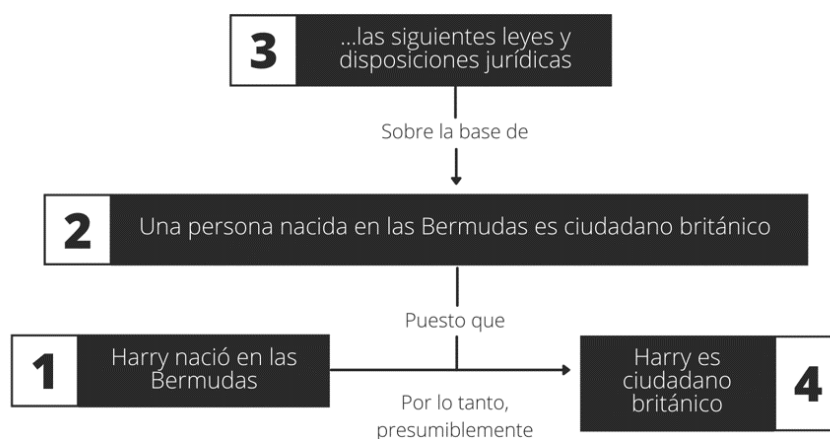 3
...las siguientes leyes y
disposiciones jurídicas
Sobre la base de
2
Una persona nacida en las Bermudas es ciudadano británico
Puesto que
1
Harry nació en las
Bermudas
Por lo tanto,
presumiblemente
Harry es
ciudadano
británico
4